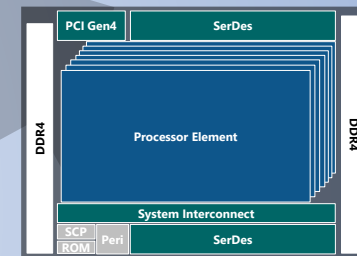 PCI Gen4
SerDes
DDR4
Processor Element
DDR4
System Interconnect
SCP
ROM
Peri
SerDes